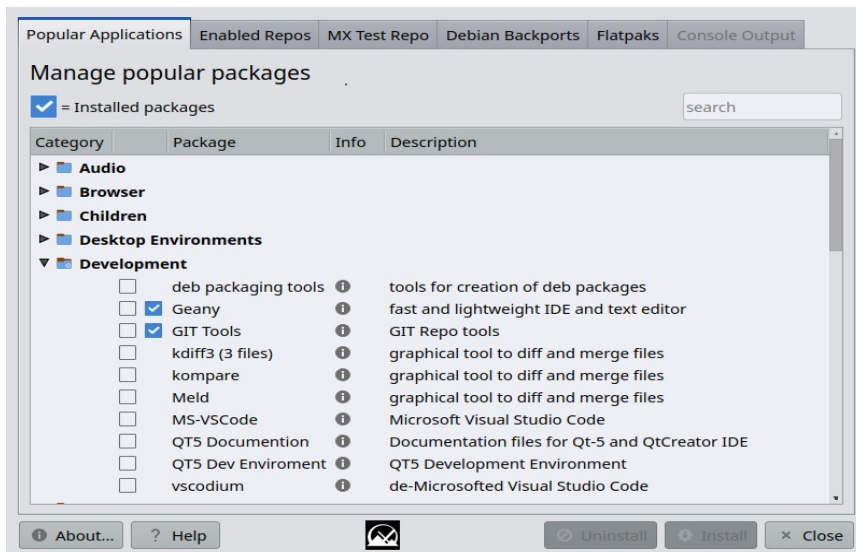 Popular Applications Enabled Repos MX Test Repo Debian Backports Flatpaks Console Output
Manage popular packages
= Installed packages search
Category Package Info Description
Audio
Browser
Children
Desktop Environments
Development
deb packaging tools tools for creation of deb packages
Geany fast and lightweight IDE and text editor
GIT Tools GIT Repo tools
kdiff3 (3 files) graphical tool to diff and merge files
kompare graphical tool to diff and merge files
Meld graphical tool to diff and merge files
MS-VSCode Microsoft Visual Studio Code
QT5 Documention Documentation files for Qt-5 and QtCreator IDE
QT5 Dev Enviroment QT5 Development Environment
vscodium de-Microsofted Visual Studio Code
About... ? Help Uninstall Install × Close